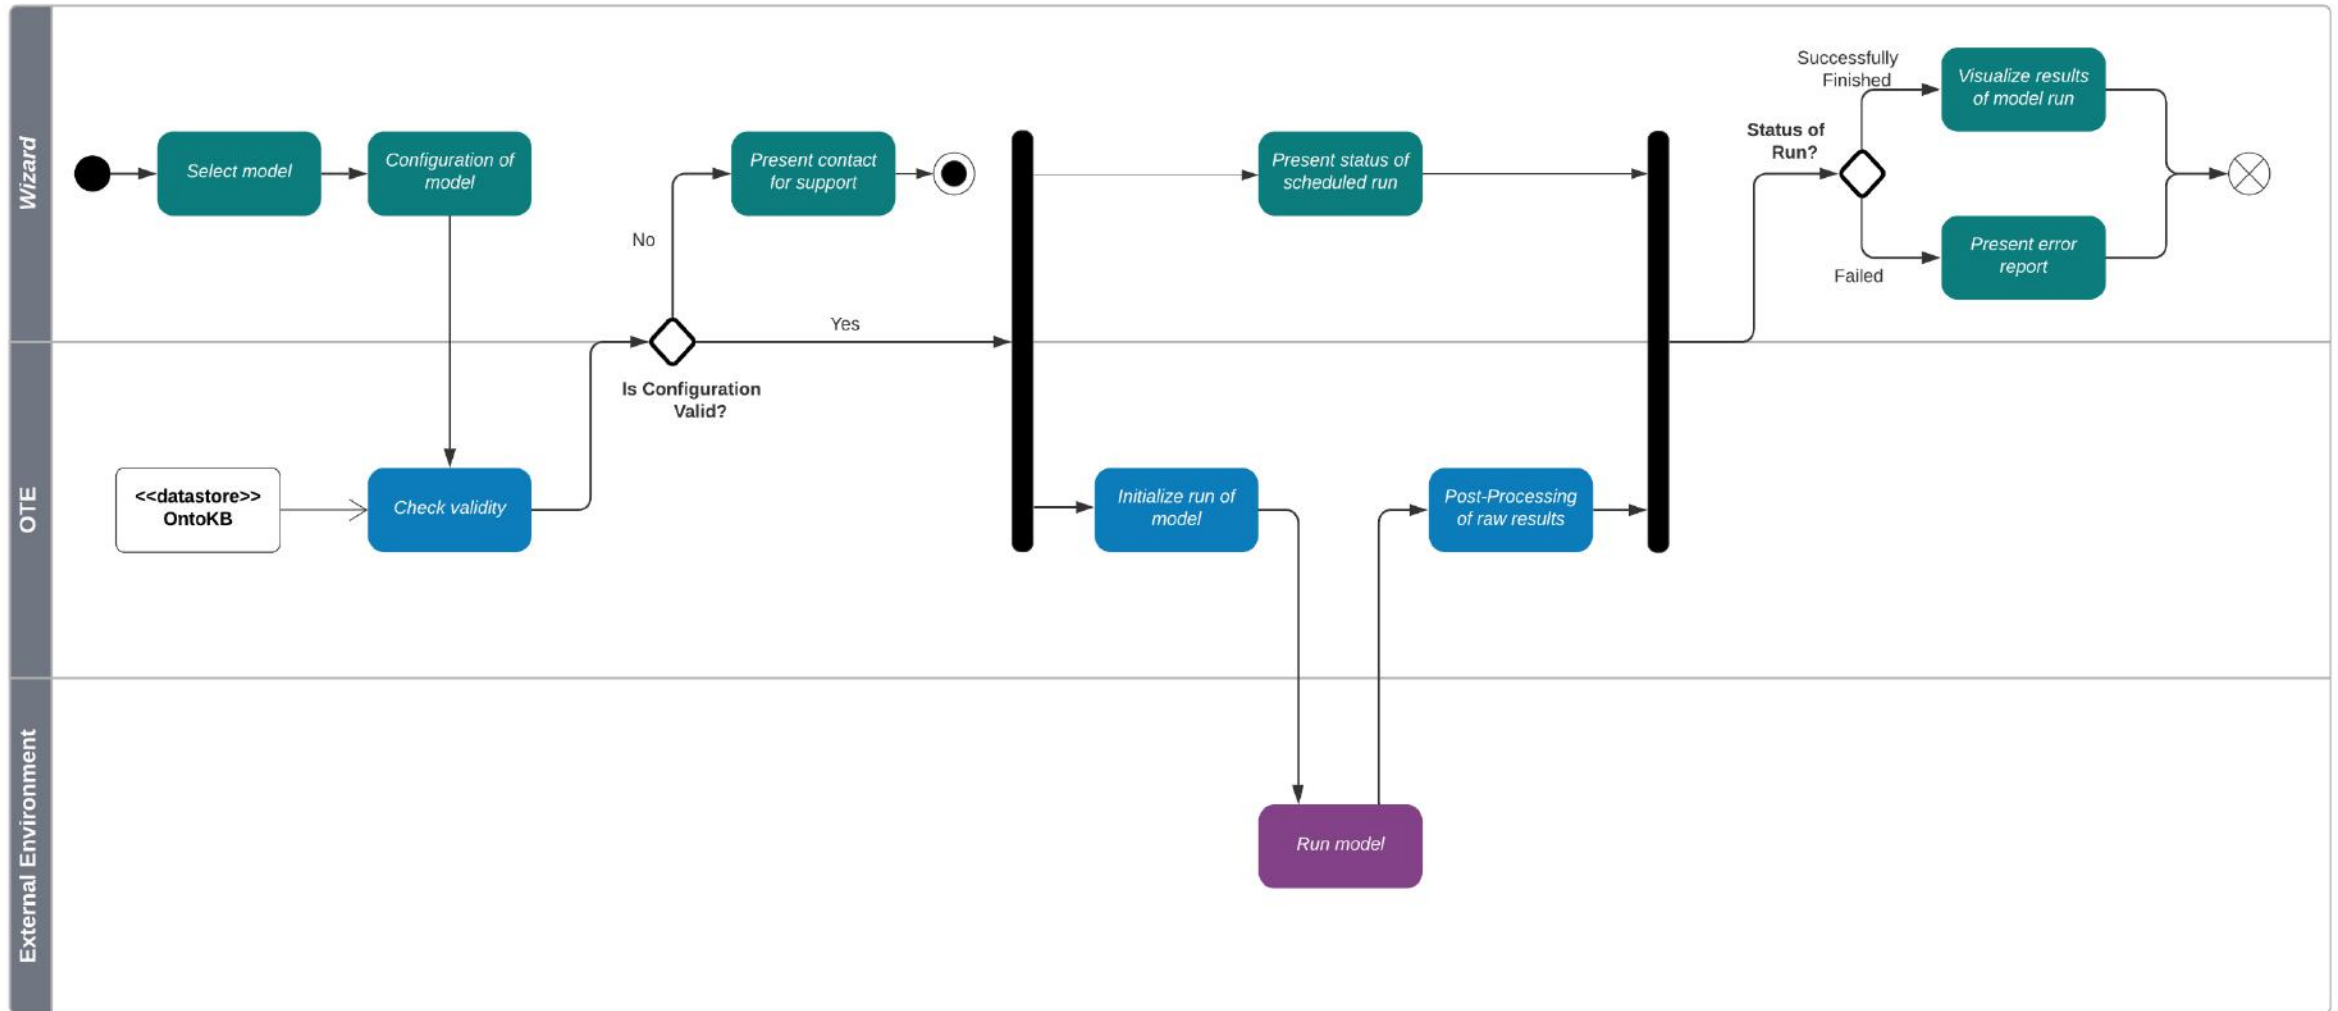 Wizard
Select model
Configuration of
model
No
Present contact
for support
Yes
Is Configuration
Valid?
Present status of
scheduled run
Status of
Run?
Successfully
Finished
Visualize results
of model run
Failed
Present error
report
OTE
<<datastore>>
OntoKB
Check validity
Initialize run of
model
Post-Processing
of raw results
External Environment
Run model